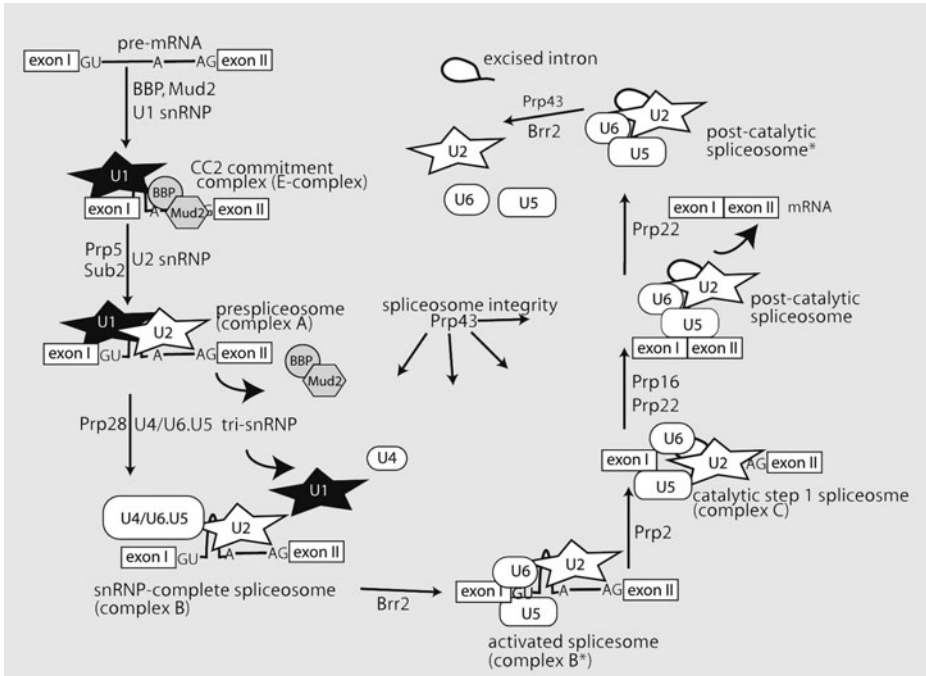 pre-mRNA
exon I GU A AG exon II
BBP, Mud2
U1 snRNP
U1
CC2 commitment
complex (E-complex)
BBP
exon I A Mud2 G exon II
Prp5
Sub2
U2 snRNP
prespliceosome
(complex A)
U1
U2
exon I GU A AG exon II
BBP
Mud2
Prp28 U4/U6.U5 tri-snRNP
U4
U1
U4/U6.U5
U2
exon I GU A AG exon II
snRNP-complete spliceosome
(complex B)
Brr2
U6
U2
exon I GU A AG exon II
U5
activated splicesome
(complex B*)
Prp2
U6
exon I U2 AG exon II
U5
catalytic step 1 spliceosme
(complex C)
Prp16
Prp22
U2
U6
U5
exon I exon II
post-catalytic
spliceosome
exon I exon II mRNA
Prp22
U2
U6
U5
post-catalytic
spliceosome*
Prp43
Brr2
excised intron
U2
U6
U5
spliceosome integrity
Prp43